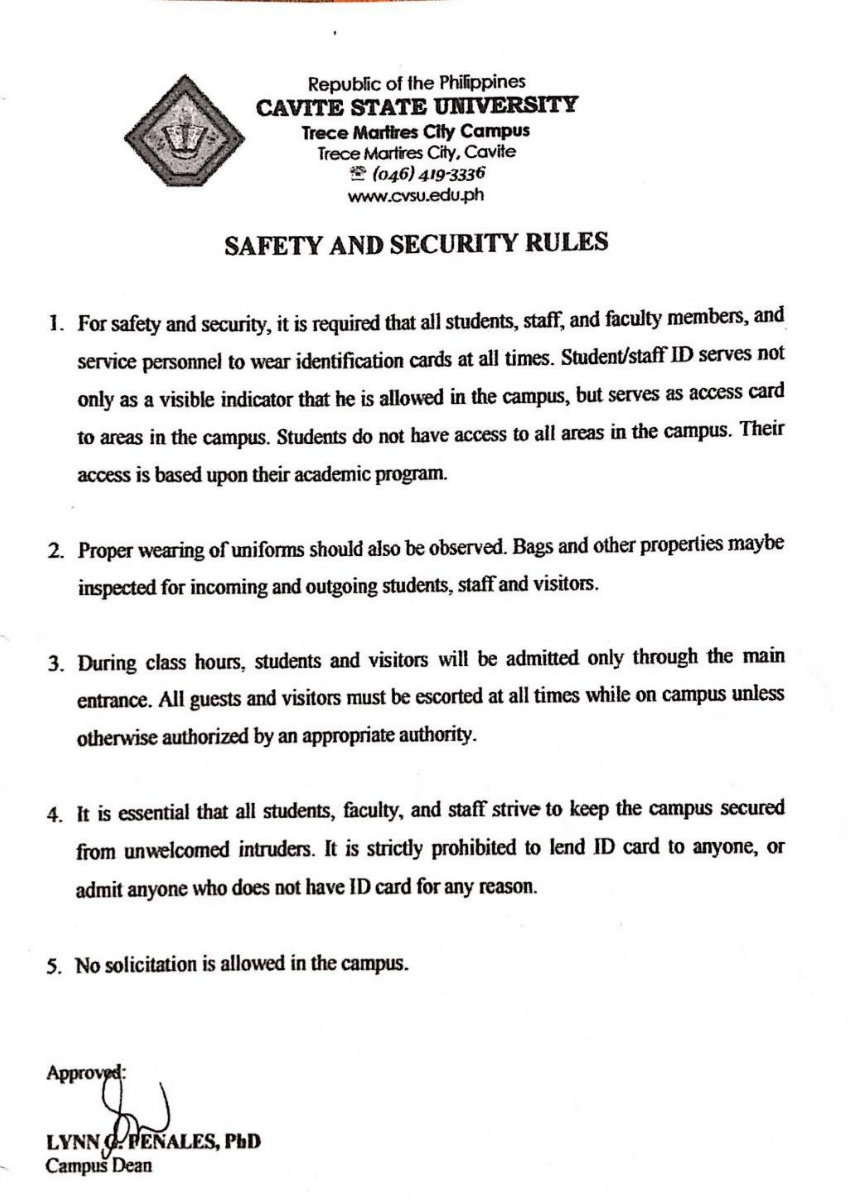 Republic of the Philippines
CAVITE STATE UNIVERSITY
Trece Martires City Campus
Trece Martires City, Cavite
☎ (046) 419-3336
www.cvsu.edu.ph
SAFETY AND SECURITY RULES
1. For safety and security, it is required that all students, staff, and faculty members, and
service personnel to wear identification cards at all times. Student/staff ID serves not
only as a visible indicator that he is allowed in the campus, but serves as access card
to areas in the campus. Students do not have access to all areas in the campus. Their
access is based upon their academic program.
2. Proper wearing of uniforms should also be observed. Bags and other properties maybe
inspected for incoming and outgoing students, staff and visitors.
3. During class hours, students and visitors will be admitted only through the main
entrance. All guests and visitors must be escorted at all times while on campus unless
otherwise authorized by an appropriate authority.
4. It is essential that all students, faculty, and staff strive to keep the campus secured
from unwelcomed intruders. It is strictly prohibited to lend ID card to anyone, or
admit anyone who does not have ID card for any reason.
5. No solicitation is allowed in the campus.
Approved:
LYNN G. PENALES, PhD
Campus Dean